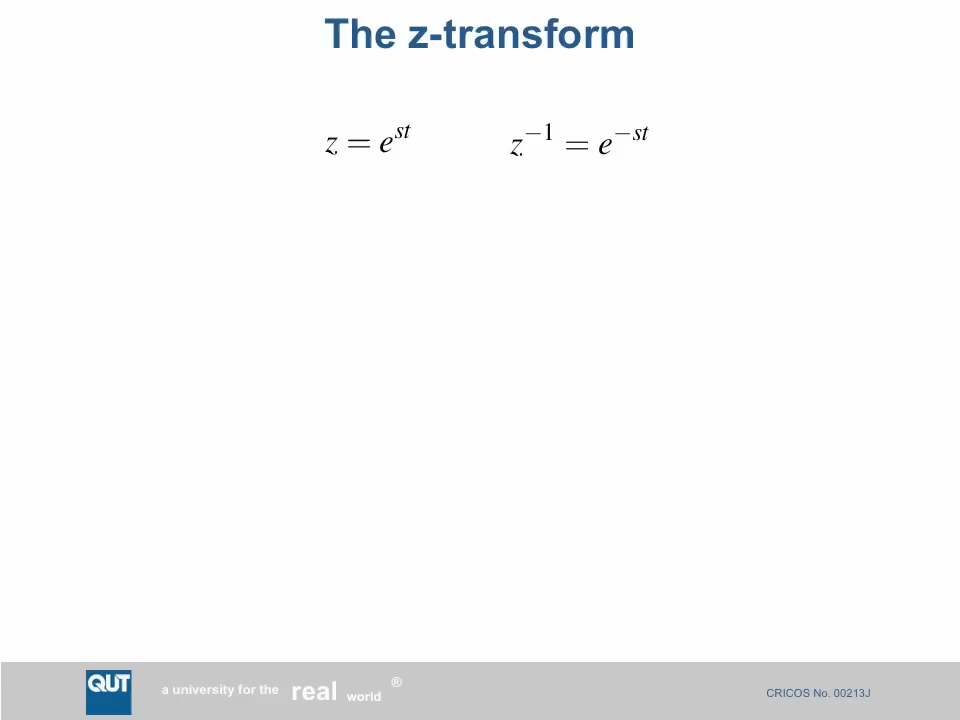 The z-transform
z = e^{st} z^{-1} = e^{-st}
QUT a university for the real world ® CRICOS No. 00213J